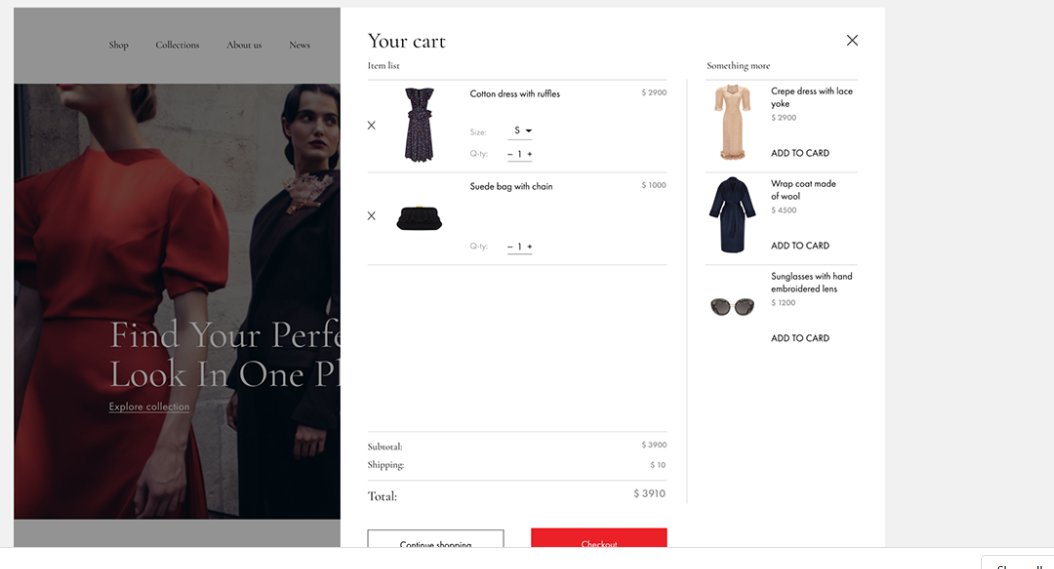 Shop Collections About us News
Find Your Perfe
Look In One Pl
Explore collection
Your cart
Item list
Cotton dress with ruffles $ 2900
Size: S
Q-ty: – 1 +
Suede bag with chain $ 1000
Q-ty: – 1 +
Subtotal: $ 3900
Shipping: $ 10
Total: $ 3910
Continue shopping Checkout
Something more
Crepe dress with lace
yoke
$ 2900
ADD TO CARD
Wrap coat made
of wool
$ 4500
ADD TO CARD
Sunglasses with hand
embroidered lens
$ 1200
ADD TO CARD